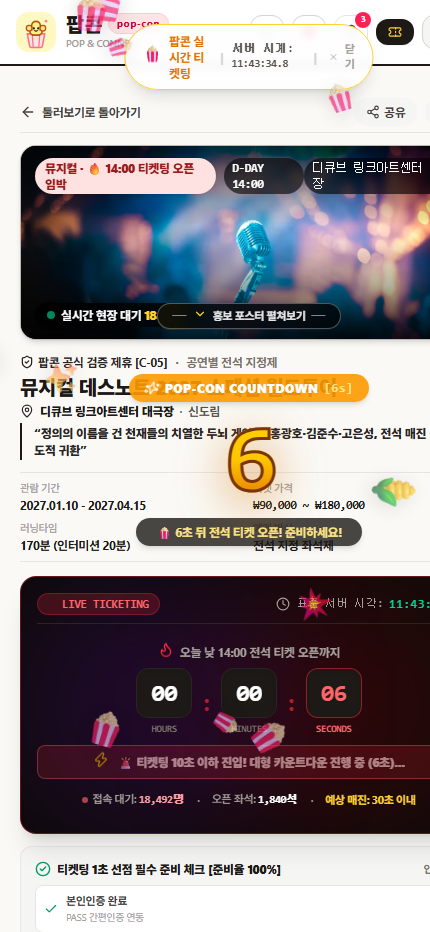 팝콘
pop-con
POP & CO
3
팝콘 실시간 티켓팅
서버 시계:
11:43:34.8
× 닫기
둘러보기로 돌아가기
공유
뮤지컬 · 🔥 14:00 티켓팅 오픈 임박
D-DAY 14:00
디큐브 링크아트센터
장
실시간 현장 대기 18
홍보 포스터 펼쳐보기
팝콘 공식 검증 제휴 [C-05] · 공연별 전석 지정제
뮤지컬 데스노트
POP-CON COUNTDOWN [6s]
디큐브 링크아트센터 대극장 · 신도림
“정의의 이름을 건 천재들의 치열한 두뇌
홍광호·김준수·고은성, 전석 매진
도적 귀환”
6
관람 기간
가격
2027.01.10 - 2027.04.15
₩90,000 ~ ₩180,000
러닝타임
6초 뒤 전석 티켓 오픈! 준비하세요!
170분 (인터미션 20분)
전석 지정 좌석제
LIVE TICKETING
표준 서버 시각: 11:43:
오늘 낮 14:00 전석 티켓 오픈까지
00 : 00 : 06
HOURS
MINUTES
SECONDS
티켓팅 10초 이하 진입! 대형 카운트다운 진행 중 (6초)...
접속 대기: 18,492명 · 오픈 좌석: 1,840석 · 예상 매진: 30초 이내
티켓팅 1초 선점 필수 준비 체크 [준비율 100%]
본인인증 완료
PASS 간편인증 연동